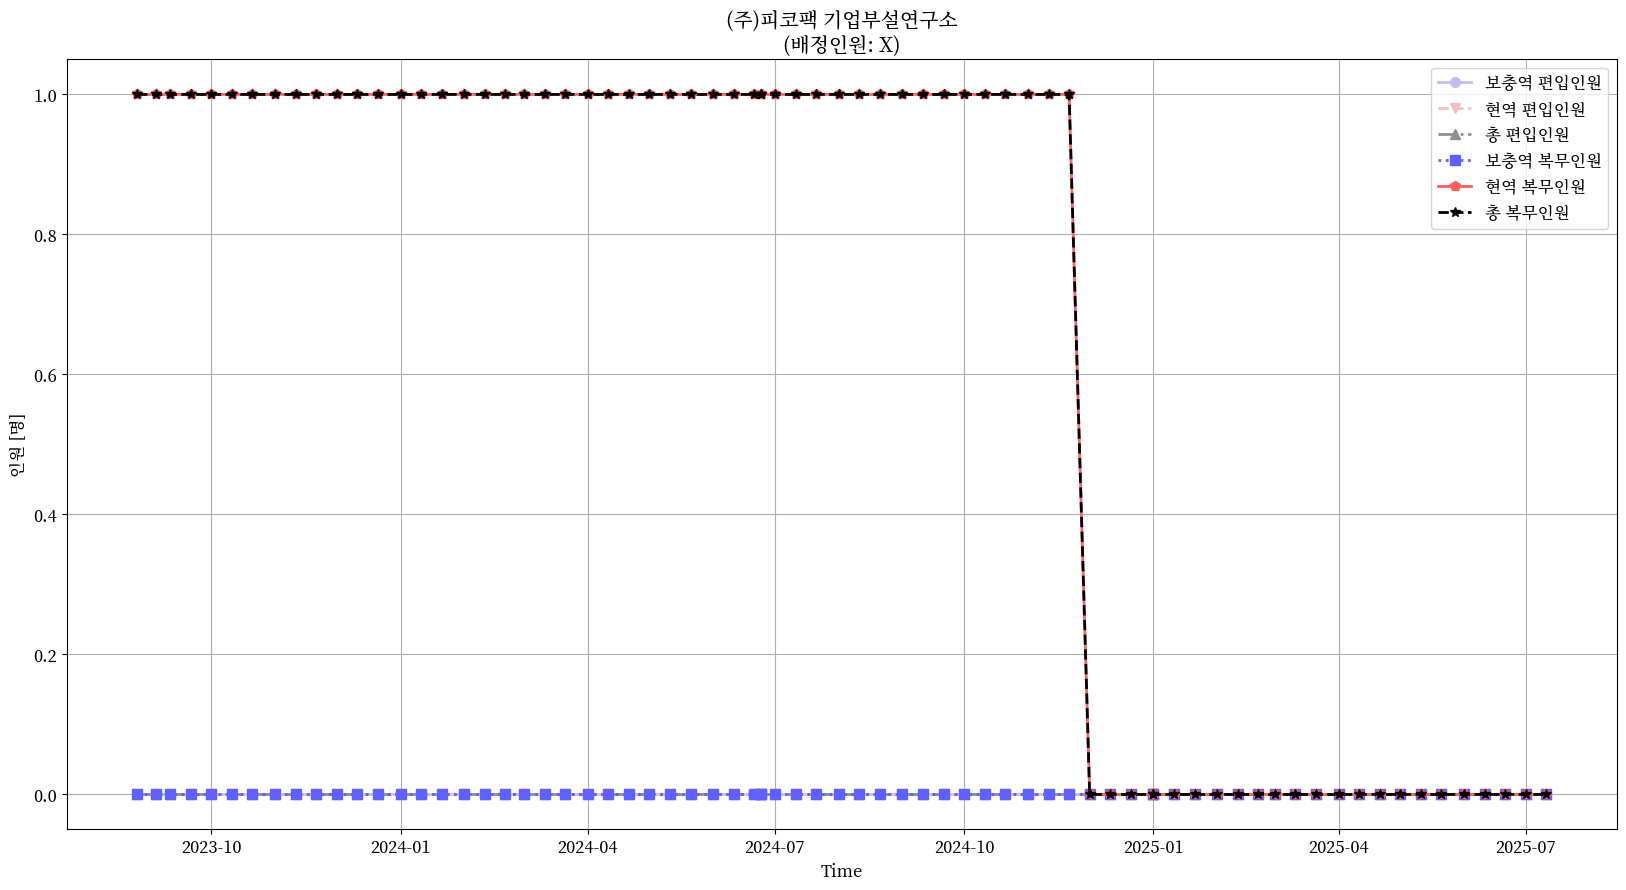 (주)피코팩 기업부설연구소
(배정인원: X)
보충역 편입인원
현역 편입인원
총 편입인원
보충역 복무인원
현역 복무인원
총 복무인원
1.0
0.8
0.6
0.4
0.2
0.0
인원 [명]
2023-10
2024-01
2024-04
2024-07
2024-10
2025-01
2025-04
2025-07
Time